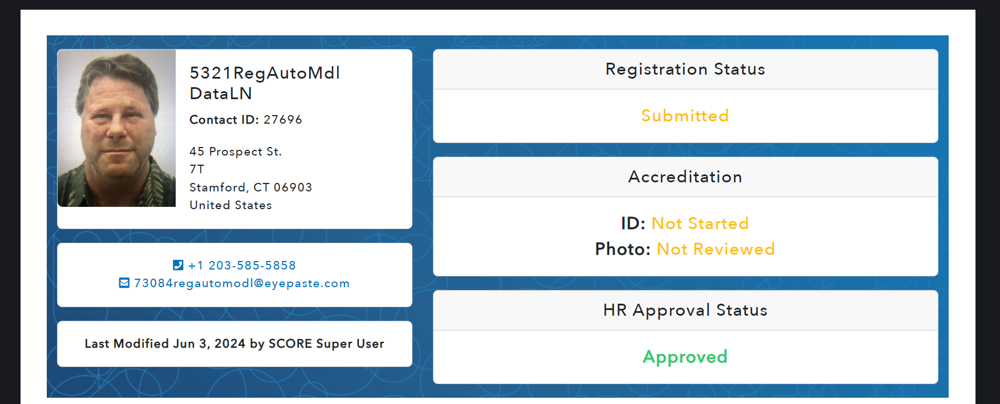 5321RegAutoMdl
DataLN
Contact ID: 27696
45 Prospect St.
7T
Stamford, CT 06903
United States
+1 203-585-5858
73084regautomodl@eyepaste.com
Last Modified Jun 3, 2024 by SCORE Super User
Registration Status
Submitted
Accreditation
ID: Not Started
Photo: Not Reviewed
HR Approval Status
Approved